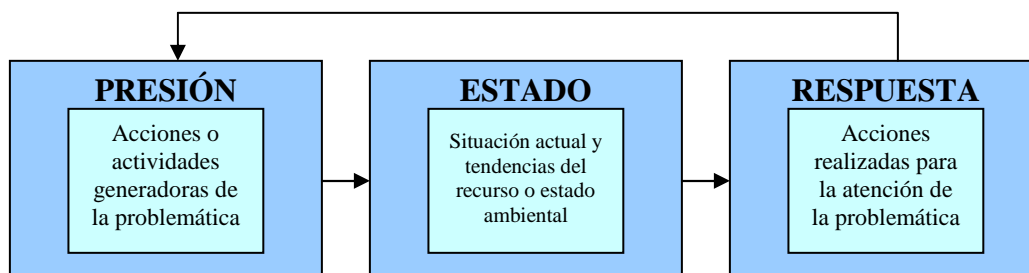 PRESIÓN
Acciones o
actividades
generadoras de
la problemática
ESTADO
Situación actual y
tendencias del
recurso o estado
ambiental
RESPUESTA
Acciones
realizadas para
la atención de
la problemática